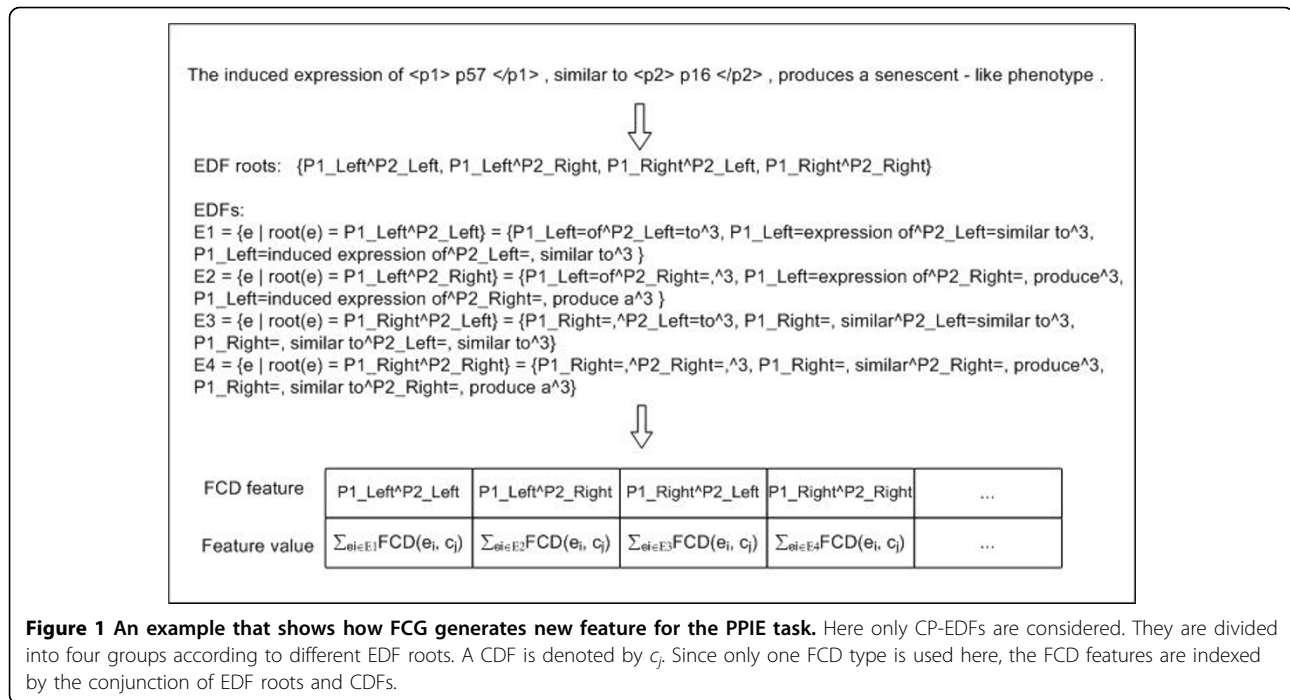 The induced expression of <p1> p57 </p1> , similar to <p2> p16 </p2> , produces a senescent - like phenotype .
EDF roots: {P1_Left^P2_Left, P1_Left^P2_Right, P1_Right^P2_Left, P1_Right^P2_Right}
EDFs:
E1 = {e | root(e) = P1_Left^P2_Left} = {P1_Left=of^P2_Left=to^3, P1_Left=expression of^P2_Left=similar to^3,
P1_Left=induced expression of^P2_Left=, similar to^3 }
E2 = {e | root(e) = P1_Left^P2_Right} = {P1_Left=of^P2_Right=,^3, P1_Left=expression of^P2_Right=, produce^3,
P1_Left=induced expression of^P2_Right=, produce a^3 }
E3 = {e | root(e) = P1_Right^P2_Left} = {P1_Right=,^P2_Left=to^3, P1_Right=, similar^P2_Left=similar to^3,
P1_Right=, similar to^P2_Left=, similar to^3}
E4 = {e | root(e) = P1_Right^P2_Right} = {P1_Right=,^P2_Right=,^3, P1_Right=, similar^P2_Right=, produce^3,
P1_Right=, similar to^P2_Right=, produce a^3}
FCD feature P1_Left^P2_Left P1_Left^P2_Right P1_Right^P2_Left P1_Right^P2_Right ...
Feature value ∑ei∈E1FCD(ei, cj) ∑ei∈E2FCD(ei, cj) ∑ei∈E3FCD(ei, cj) ∑ei∈E4FCD(ei, cj) ...
Figure 1 An example that shows how FCG generates new feature for the PPIE task. Here only CP-EDFs are considered. They are divided
into four groups according to different EDF roots. A CDF is denoted by cj. Since only one FCD type is used here, the FCD features are indexed
by the conjunction of EDF roots and CDFs.